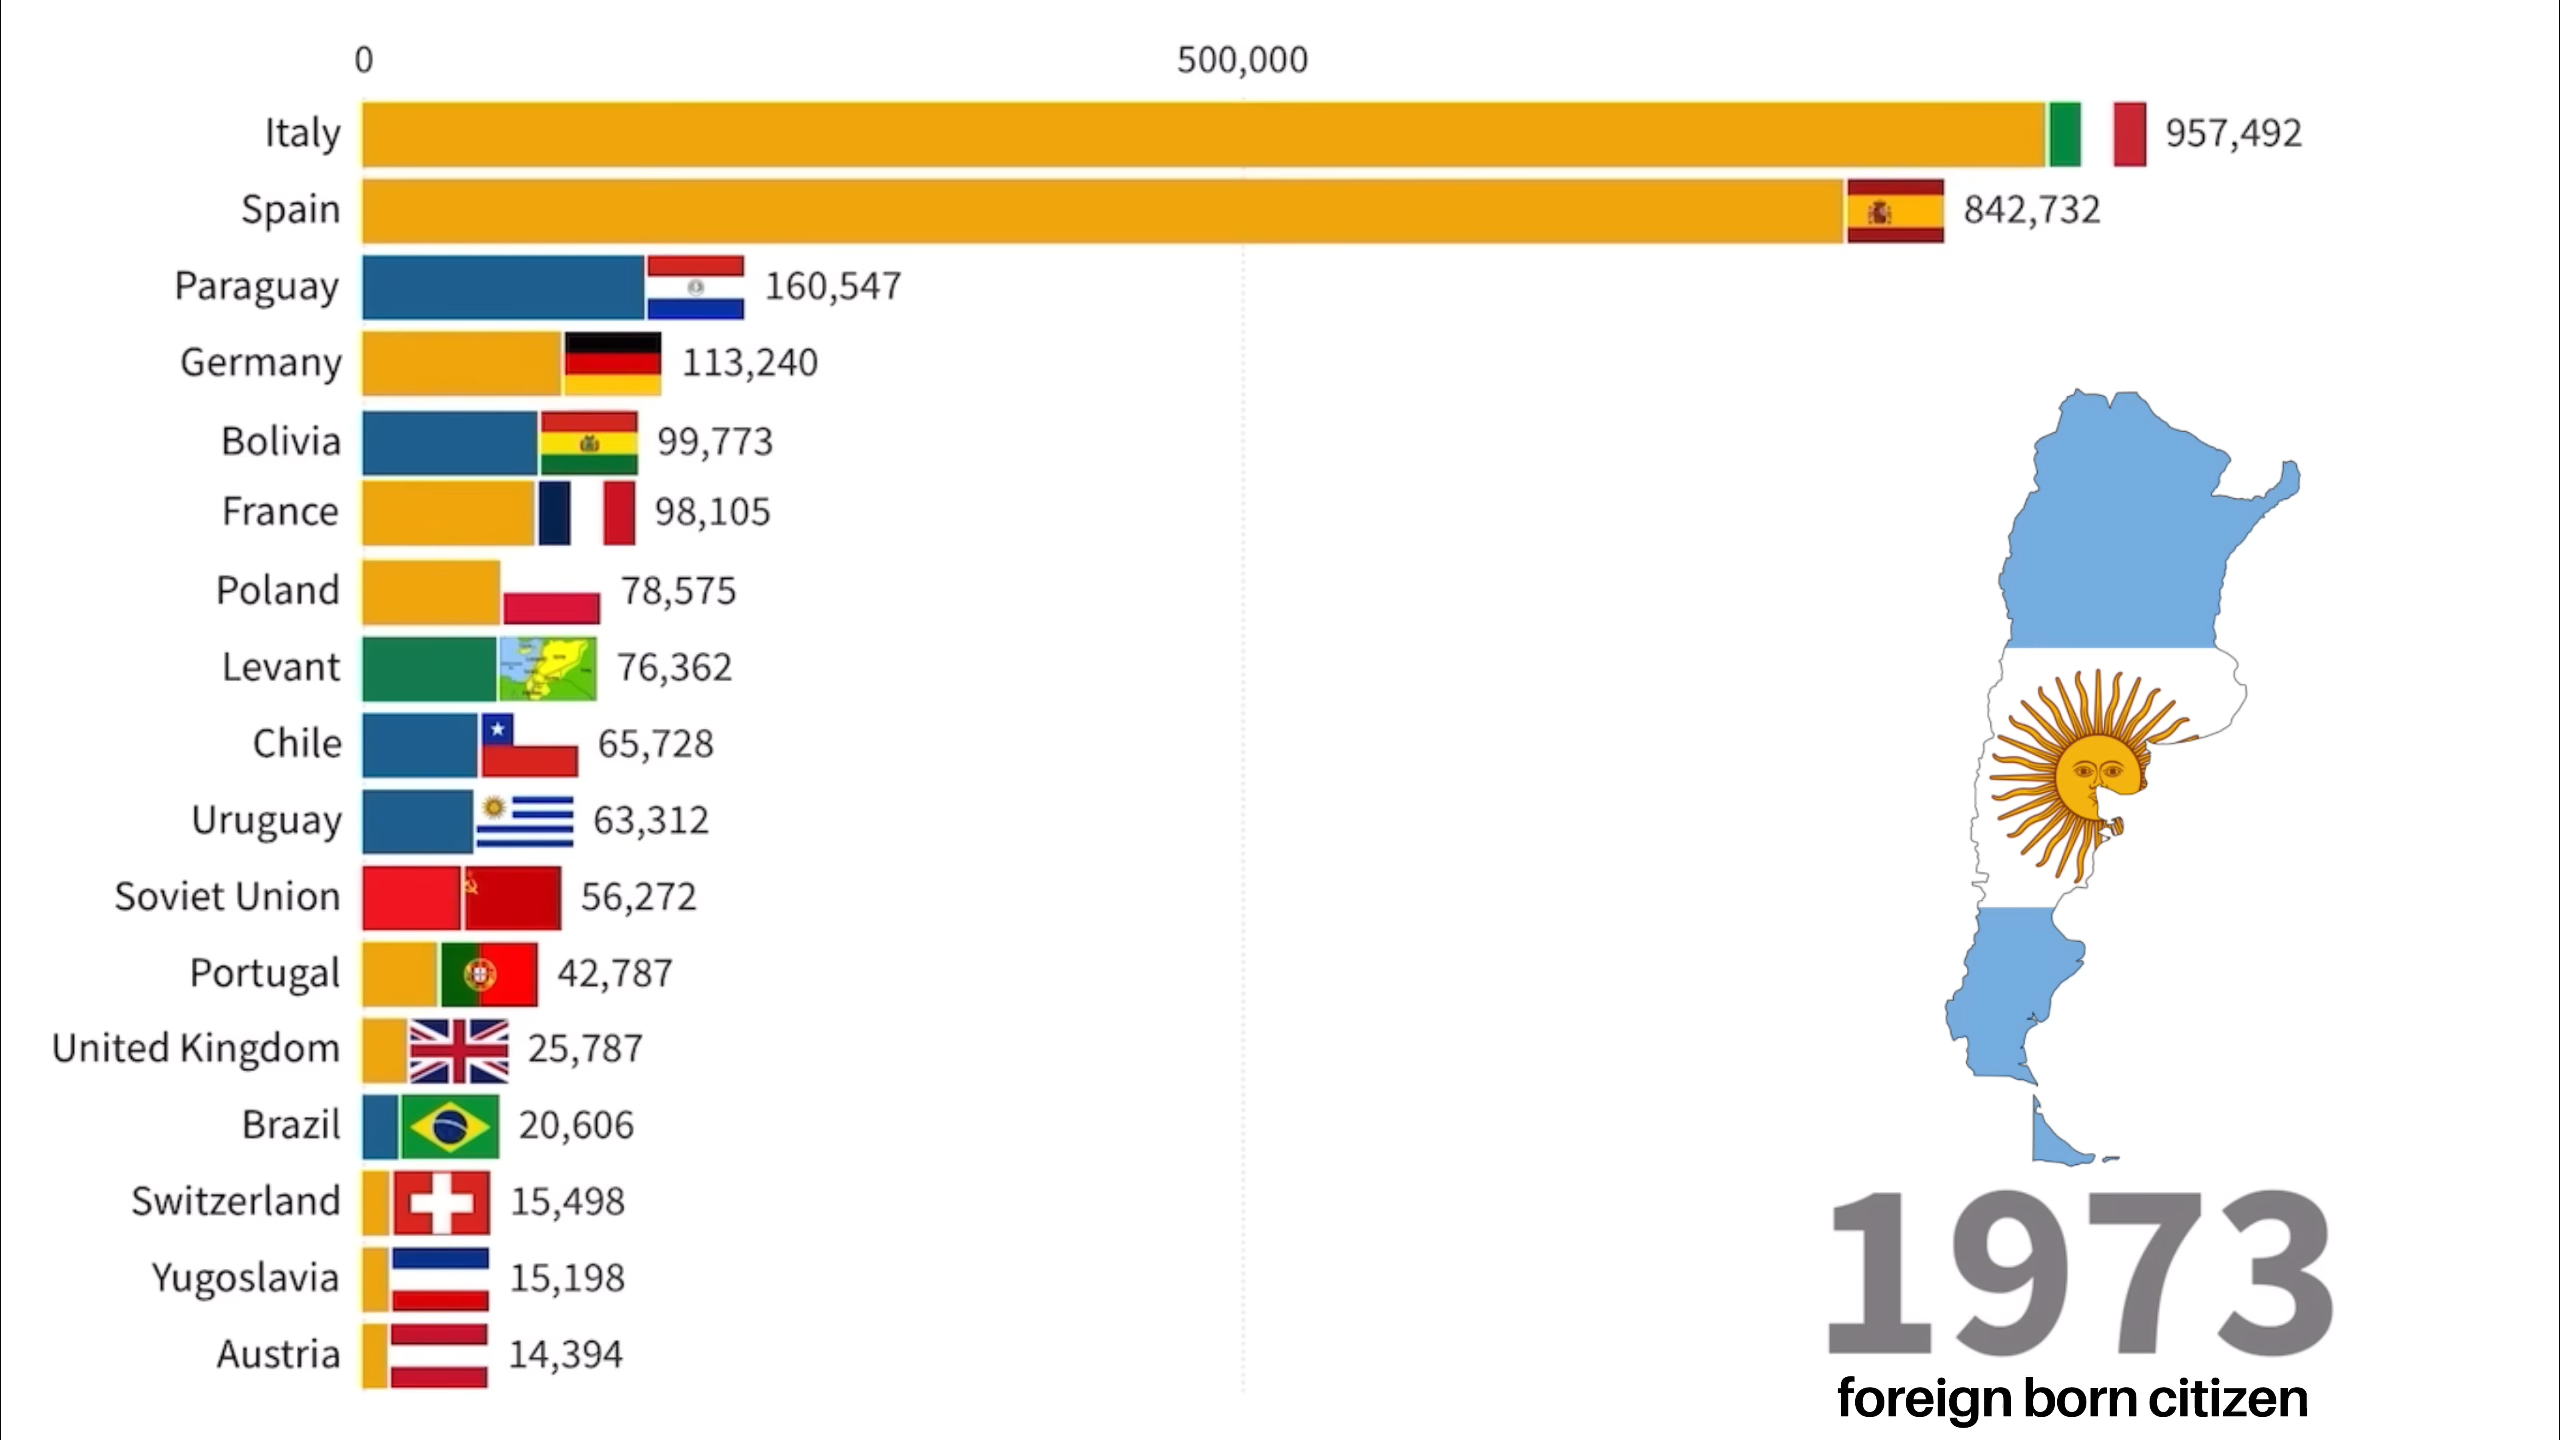 0 500,000
Italy 957,492
Spain 842,732
Paraguay 160,547
Germany 113,240
Bolivia 99,773
France 98,105
Poland 78,575
Levant 76,362
Chile 65,728
Uruguay 63,312
Soviet Union 56,272
Portugal 42,787
United Kingdom 25,787
Brazil 20,606
Switzerland 15,498
Yugoslavia 15,198
Austria 14,394
1973
foreign born citizen